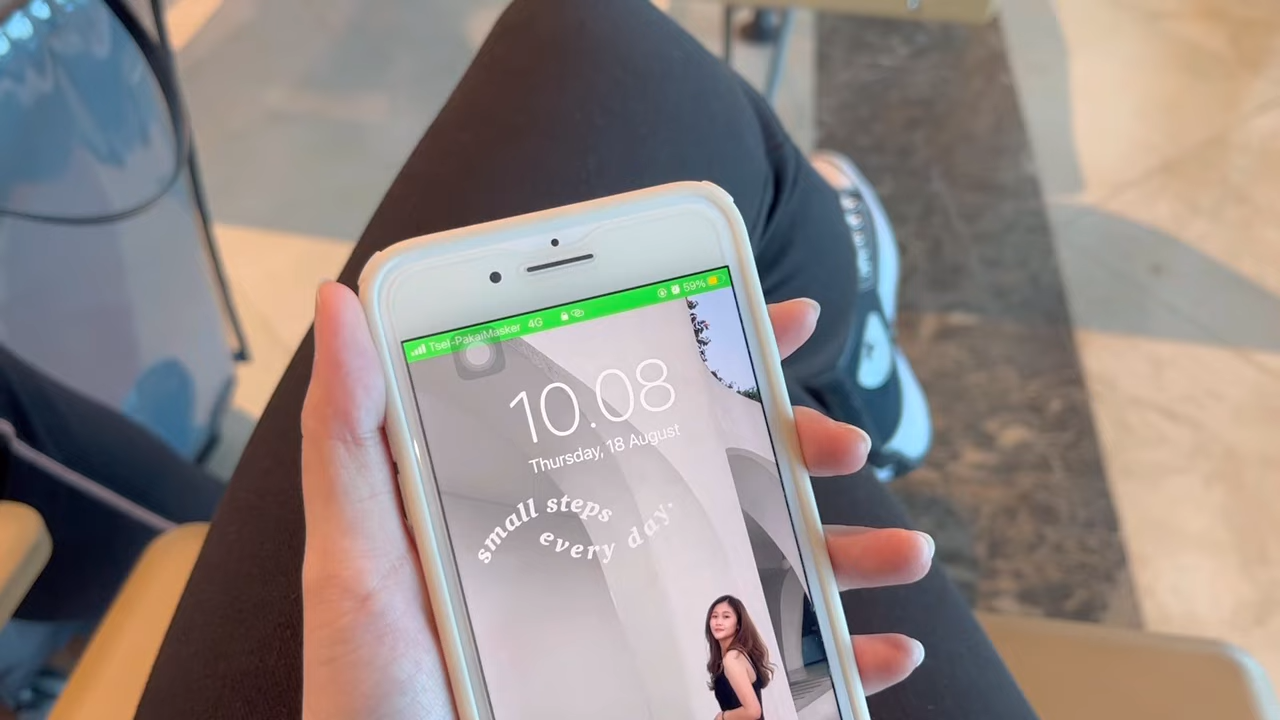 Tsel-PakaiMasker 4G 59%
10.08
Thursday, 18 August
small steps
every day.